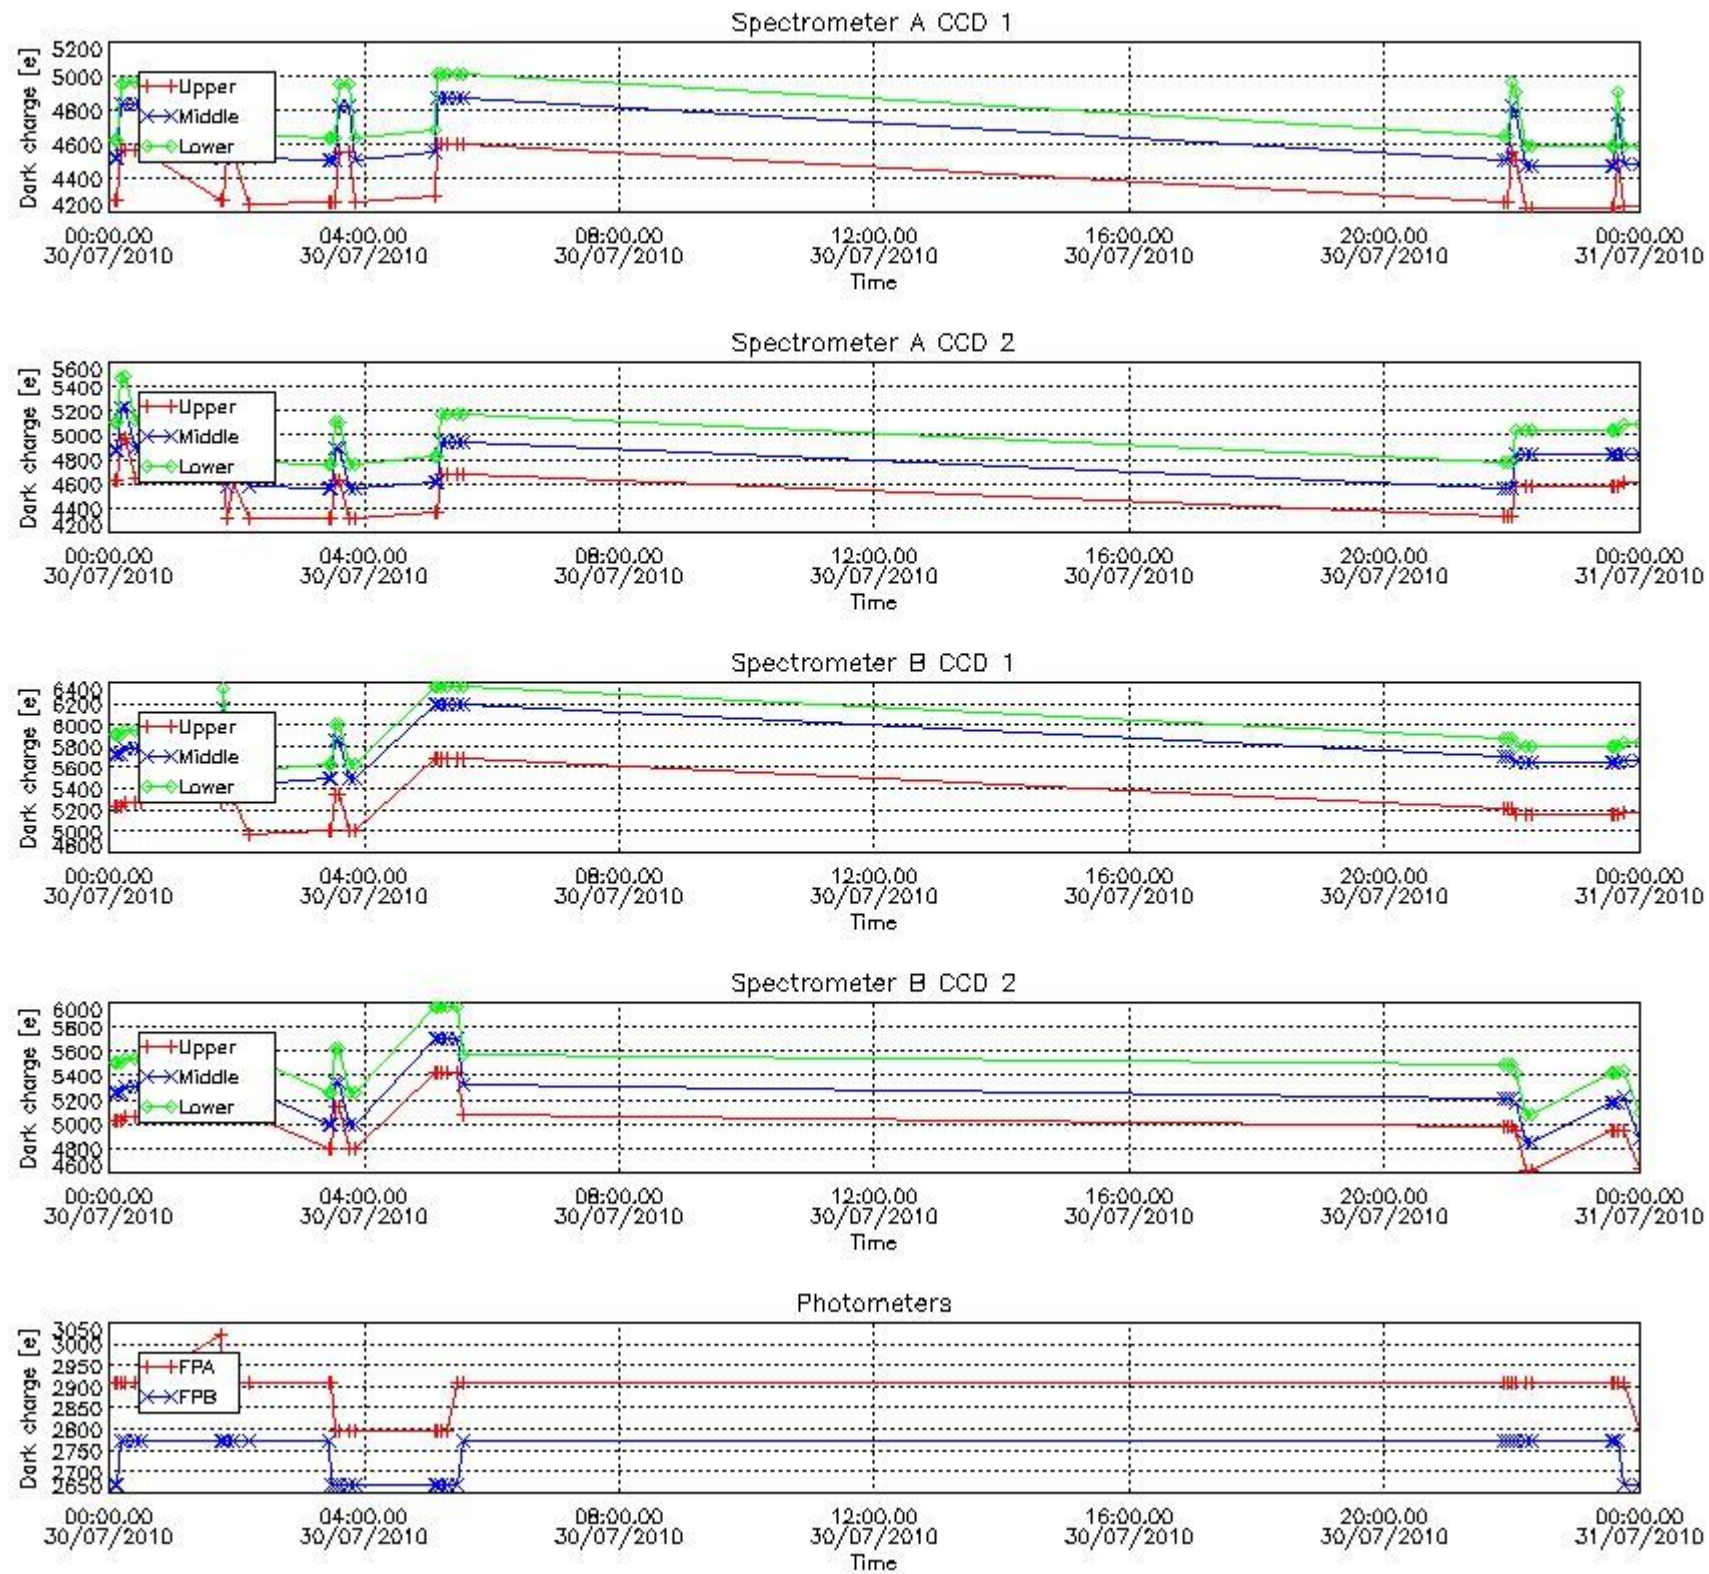 Spectrometer A CCD 1
Dark charge [e]
5200
5000
4800
4600
4400
4200
Upper
Middle
Lower
00:00.00 04:00.00 08:00.00 12:00.00 16:00.00 20:00.00 00:00.00
30/07/2010 30/07/2010 30/07/2010 30/07/2010 30/07/2010 30/07/2010 31/07/2010
Time
Spectrometer A CCD 2
Dark charge [e]
5600
5400
5200
5000
4800
4600
4400
4200
Upper
Middle
Lower
00:00.00 04:00.00 08:00.00 12:00.00 16:00.00 20:00.00 00:00.00
30/07/2010 30/07/2010 30/07/2010 30/07/2010 30/07/2010 30/07/2010 31/07/2010
Time
Spectrometer B CCD 1
Dark charge [e]
6400
6200
6000
5800
5600
5400
5200
5000
4800
Upper
Middle
Lower
00:00.00 04:00.00 08:00.00 12:00.00 16:00.00 20:00.00 00:00.00
30/07/2010 30/07/2010 30/07/2010 30/07/2010 30/07/2010 30/07/2010 31/07/2010
Time
Spectrometer B CCD 2
Dark charge [e]
6000
5800
5600
5400
5200
5000
4800
4600
Upper
Middle
Lower
00:00.00 04:00.00 08:00.00 12:00.00 16:00.00 20:00.00 00:00.00
30/07/2010 30/07/2010 30/07/2010 30/07/2010 30/07/2010 30/07/2010 31/07/2010
Time
Photometers
Dark charge [e]
3050
3000
2950
2900
2850
2800
2750
2700
2650
FPA
FPB
00:00.00 04:00.00 08:00.00 12:00.00 16:00.00 20:00.00 00:00.00
30/07/2010 30/07/2010 30/07/2010 30/07/2010 30/07/2010 30/07/2010 31/07/2010
Time